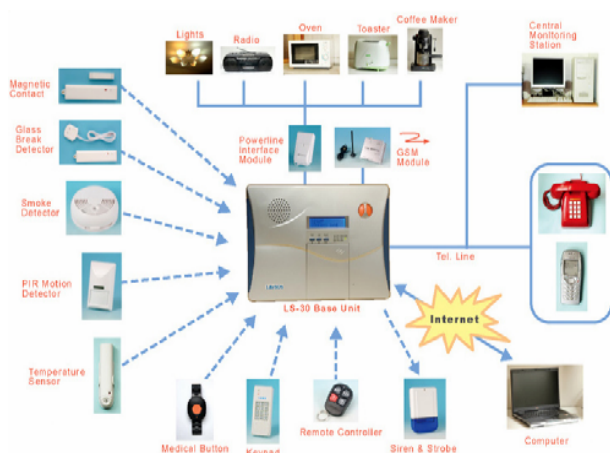 Lights
Radio
Oven
Toaster
Coffee Maker
Central
Monitoring
Station
Magnetic
Contact
Glass
Break
Detector
Powerline
Interface
Module
GSM
Module
Smoke
Detector
Tel. Line
PIR Motion
Detector
LS-30 Base Unit
Internet
Temperature
Sensor
Medical Button
Keypad
Remote Controller
Siren & Strobe
Computer